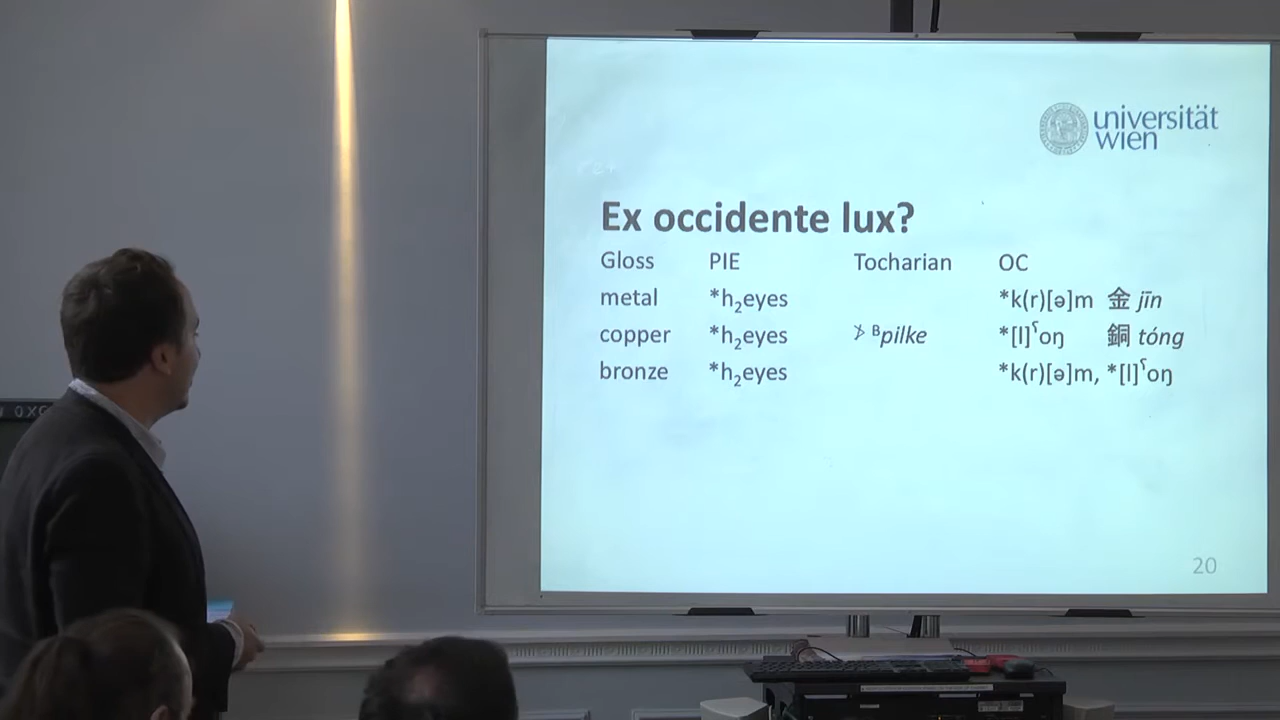 universität
wien
Ex occidente lux?
Gloss PIE Tocharian OC
metal *h₂eyes *k(r)[ə]m 金 jīn
copper *h₂eyes ᴮpilke *[l]ˤoŋ 銅 tóng
bronze *h₂eyes *k(r)[ə]m, *[l]ˤoŋ
20